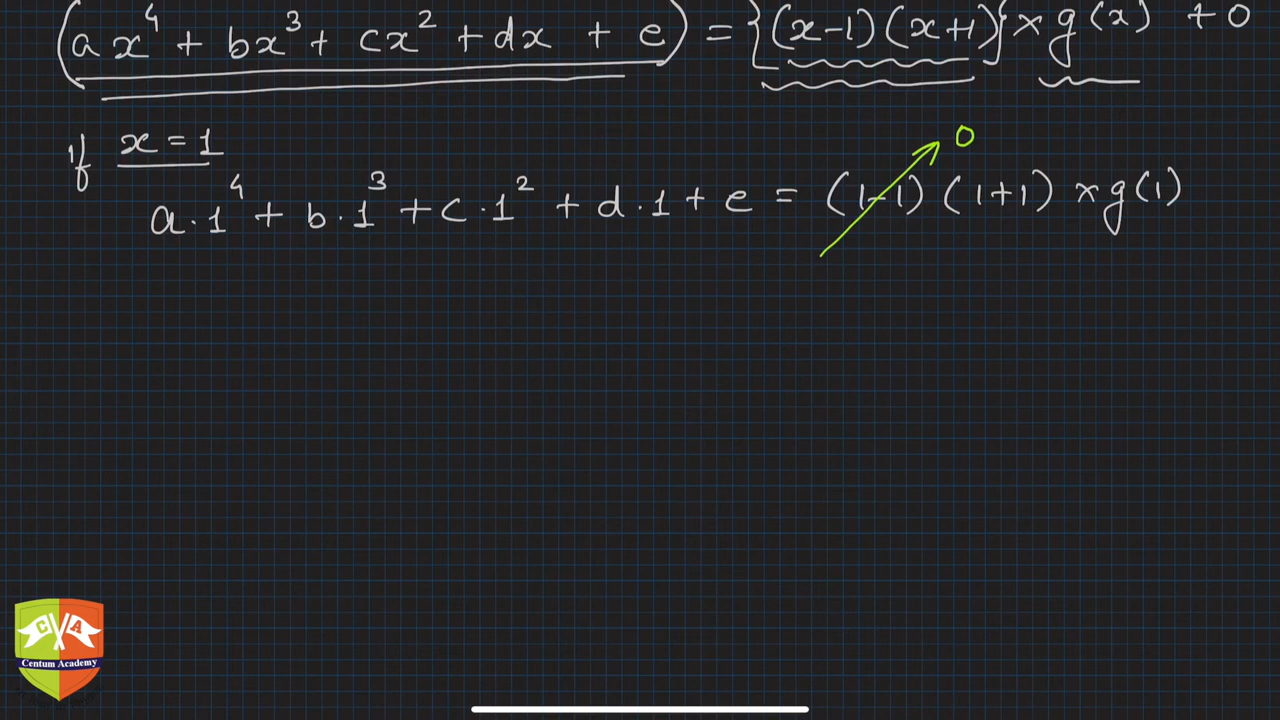 (ax⁴ + bx³ + cx² + dx + e) = {(x-1)(x+1)} × g(x) + 0
if x = 1
0
a·1⁴ + b·1³ + c·1² + d·1 + e = (1-1)(1+1) × g(1)
C A
Centum Academy